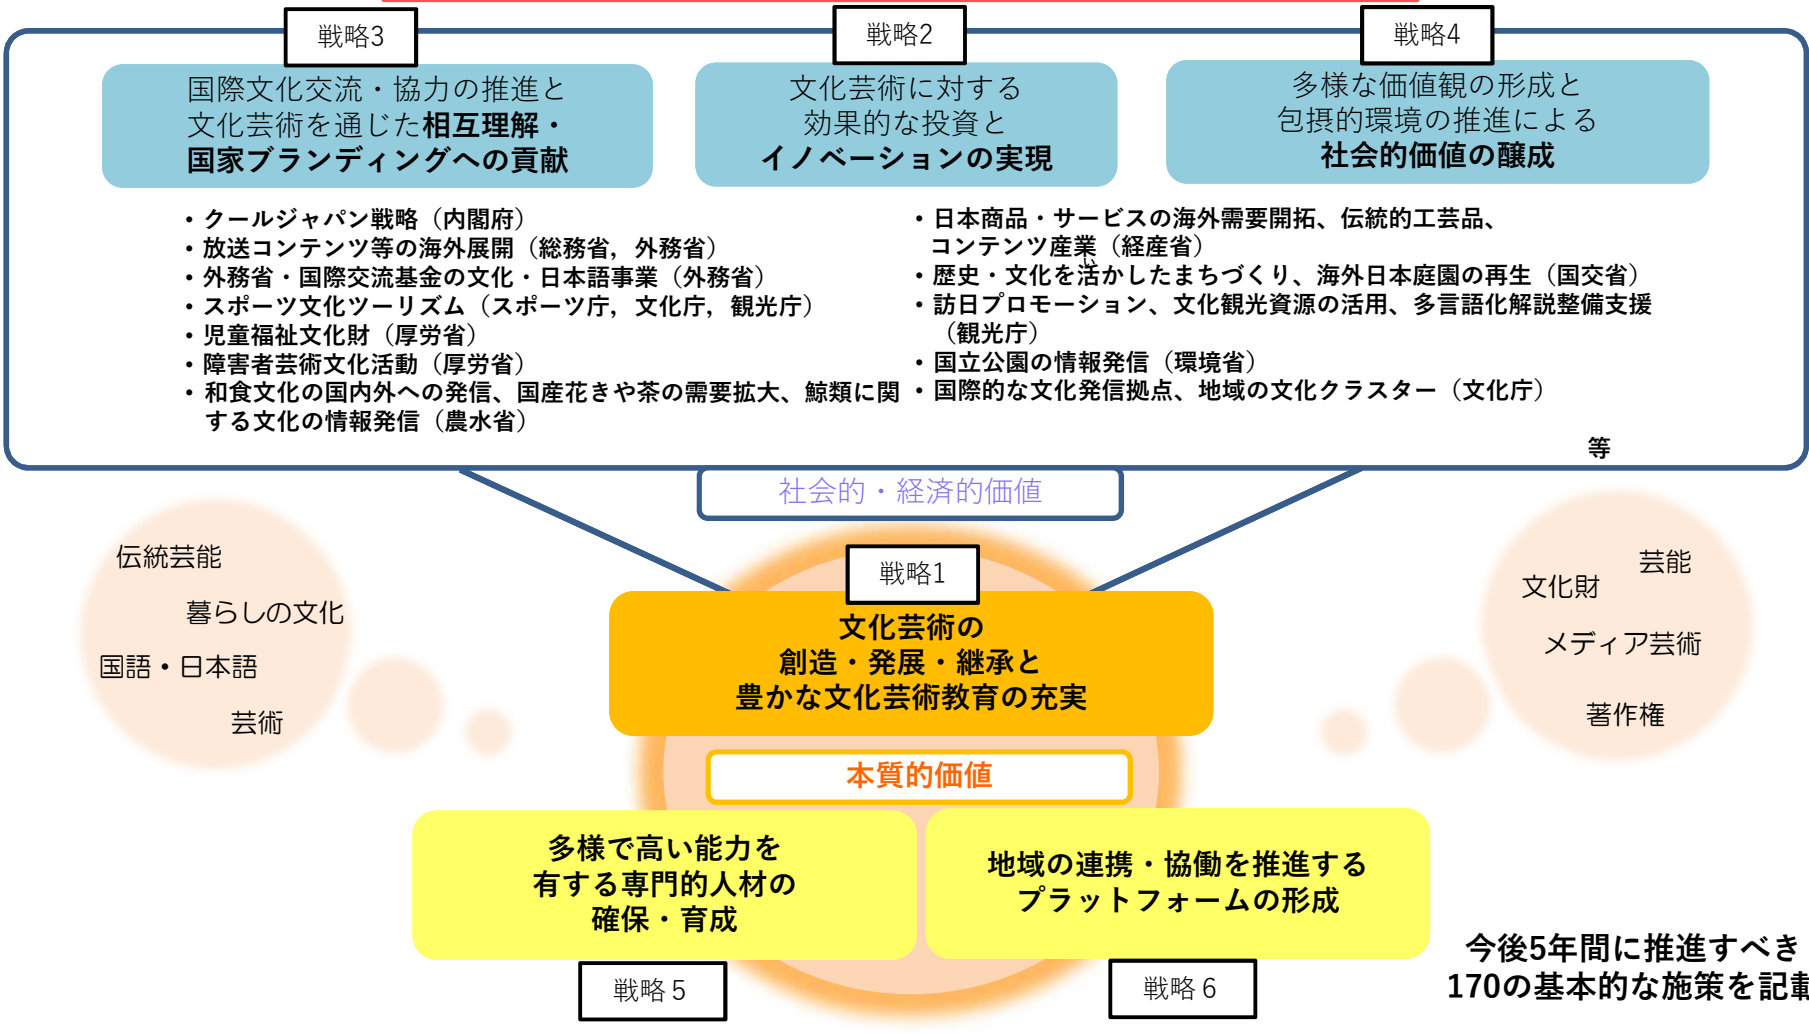 戦略3
国際文化交流・協力の推進と
文化芸術を通じた相互理解・
国家ブランディングへの貢献
戦略2
文化芸術に対する
効果的な投資と
イノベーションの実現
戦略4
多様な価値観の形成と
包摂的環境の推進による
社会的価値の醸成
・クールジャパン戦略（内閣府）
・放送コンテンツ等の海外展開（総務省，外務省）
・外務省・国際交流基金の文化・日本語事業（外務省）
・スポーツ文化ツーリズム（スポーツ庁，文化庁，観光庁）
・児童福祉文化財（厚労省）
・障害者芸術文化活動（厚労省）
・和食文化の国内外への発信、国産花きや茶の需要拡大、鯨類に関
する文化の情報発信（農水省）
・日本商品・サービスの海外需要開拓、伝統的工芸品、
コンテンツ産業（経産省）
い
・歴史・文化を活かしたまちづくり、海外日本庭園の再生（国交省）
・訪日プロモーション、文化観光資源の活用、多言語化解説整備支援
（観光庁）
・国立公園の情報発信（環境省）
・国際的な文化発信拠点、地域の文化クラスター（文化庁）
等
社会的・経済的価値
伝統芸能
暮らしの文化
国語・日本語
芸術
戦略1
文化芸術の
創造・発展・継承と
豊かな文化芸術教育の充実
本質的価値
芸能
文化財
メディア芸術
著作権
多様で高い能力を
有する専門的人材の
確保・育成
戦略５
地域の連携・協働を推進する
プラットフォームの形成
戦略６
今後5年間に推進すべき
170の基本的な施策を記載